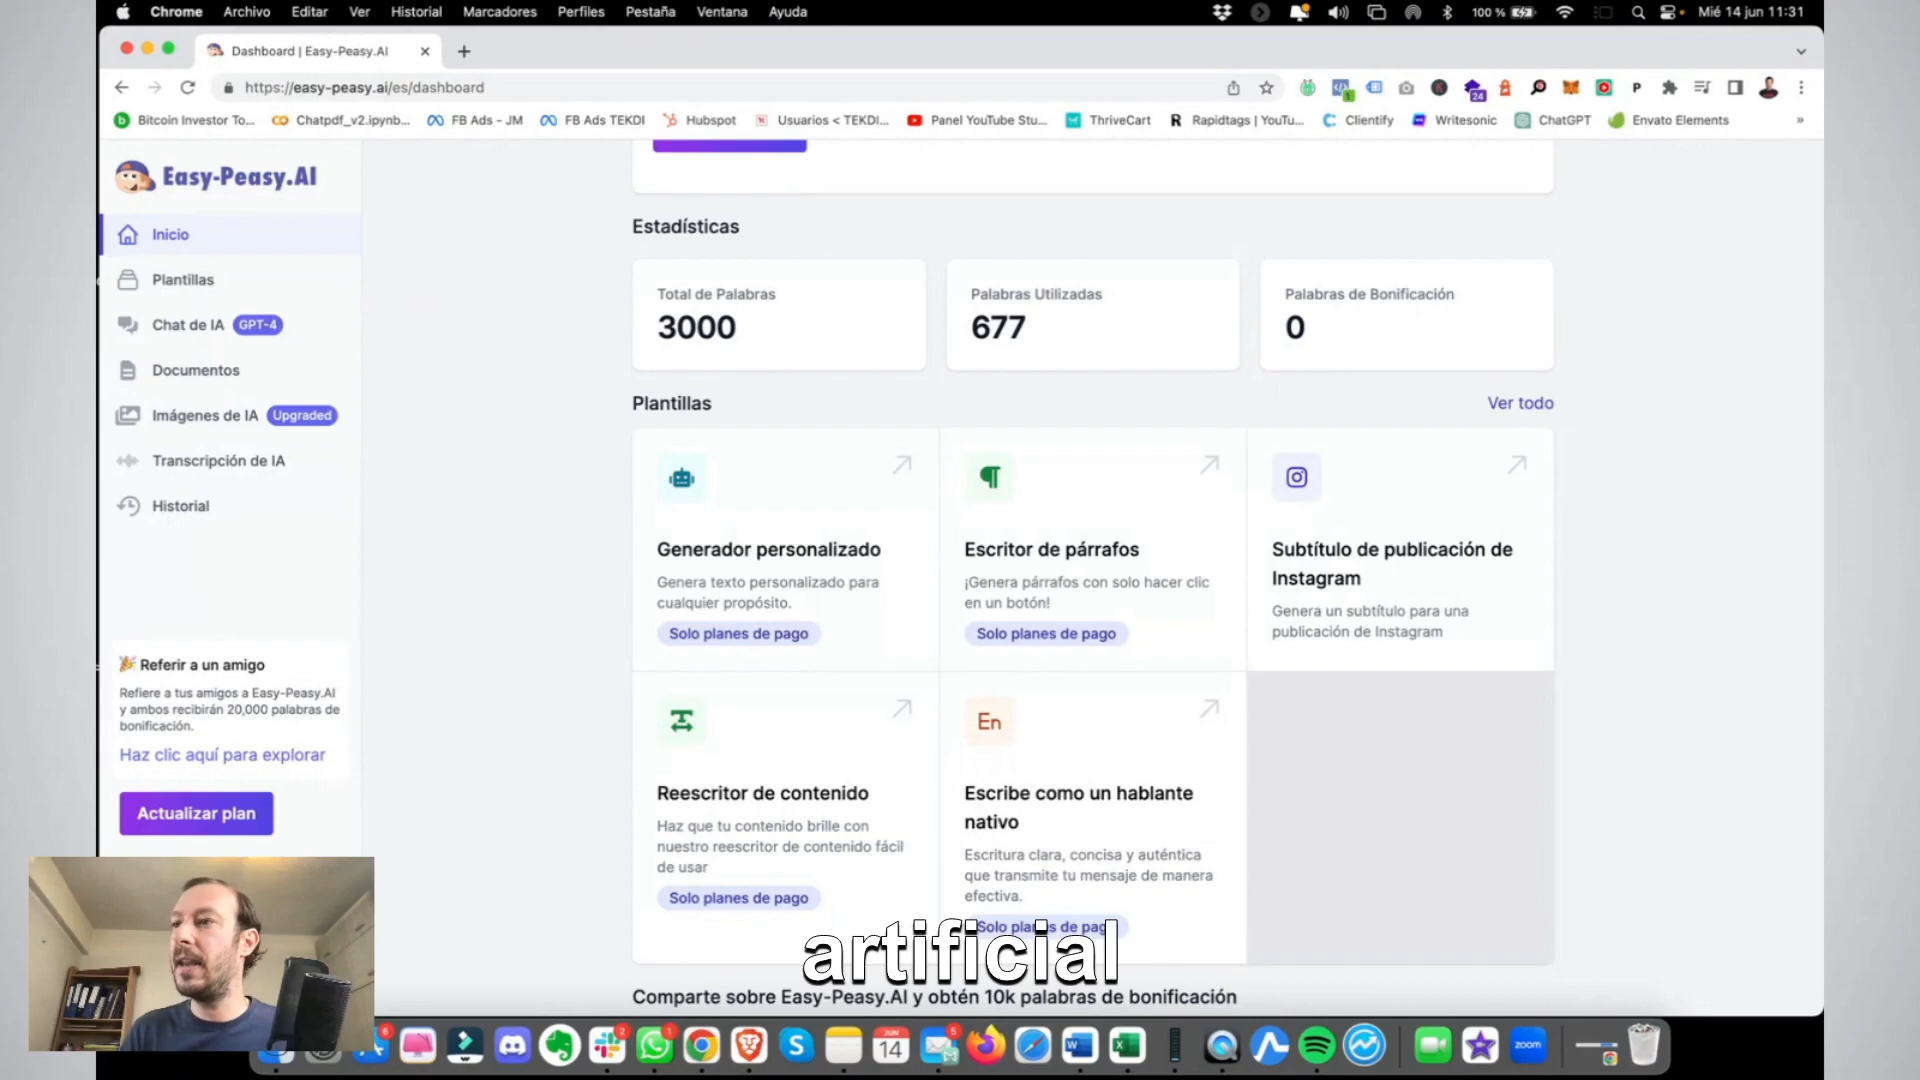 Chrome Archivo Editar Ver Historial Marcadores Perfiles Pestaña Ventana Ayuda
100 % Mié 14 jun 11:31
Dashboard | Easy-Peasy.AI
https://easy-peasy.ai/es/dashboard
Bitcoin Investor To... Chatpdf_v2.ipynb... FB Ads - JM FB Ads TEKDI Hubspot Usuarios < TEKDI... Panel YouTube Stu... ThriveCart Rapidtags | YouTu... Clientify Writesonic ChatGPT Envato Elements »
Easy-Peasy.AI
Inicio
Plantillas
Chat de IA GPT-4
Documentos
Imágenes de IA Upgraded
Transcripción de IA
Historial
Referir a un amigo
Refiere a tus amigos a Easy-Peasy.AI
y ambos recibirán 20,000 palabras de
bonificación.
Haz clic aquí para explorar
Actualizar plan
Estadísticas
Total de Palabras
3000
Palabras Utilizadas
677
Palabras de Bonificación
0
Plantillas
Ver todo
Generador personalizado
Genera texto personalizado para
cualquier propósito.
Solo planes de pago
Escritor de párrafos
¡Genera párrafos con solo hacer clic
en un botón!
Solo planes de pago
Subtítulo de publicación de
Instagram
Genera un subtítulo para una
publicación de Instagram
Reescritor de contenido
Haz que tu contenido brille con
nuestro reescritor de contenido fácil
de usar
Solo planes de pago
En
Escribe como un hablante
nativo
Escritura clara, concisa y auténtica
que transmite tu mensaje de manera
efectiva.
Solo planes de pago
artificial
Comparte sobre Easy-Peasy.AI y obtén 10k palabras de bonificación
JUN
14
zoom